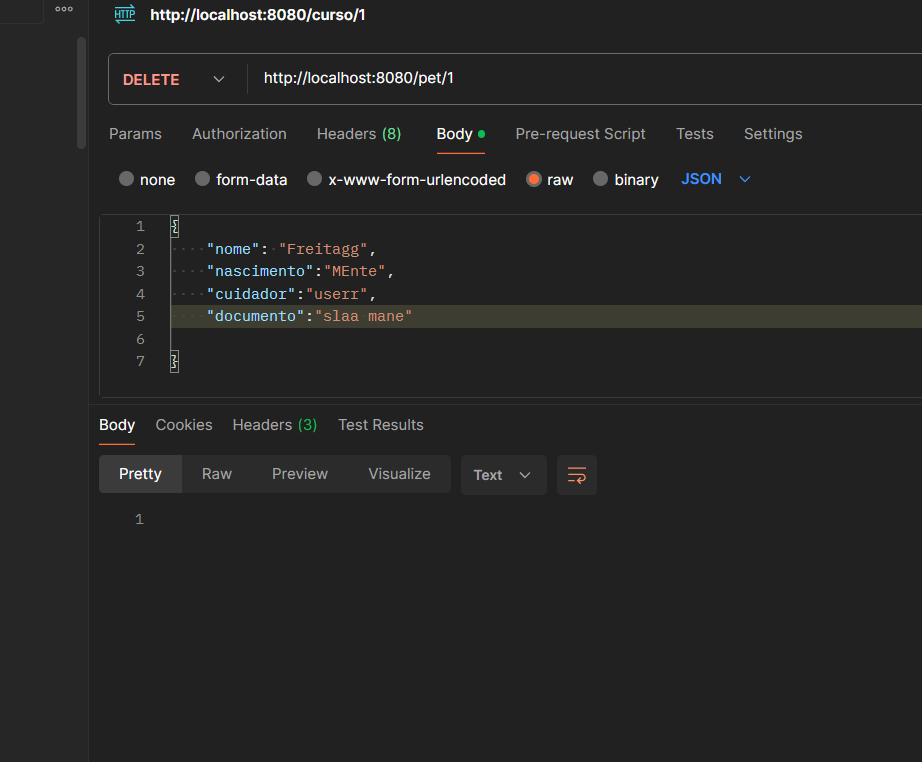 HTTP http://localhost:8080/curso/1
DELETE http://localhost:8080/pet/1
Params Authorization Headers (8) Body Pre-request Script Tests Settings
none form-data x-www-form-urlencoded raw binary JSON
1 {
2 "nome": "Freitagg",
3 "nascimento":"MEnte",
4 "cuidador":"userr",
5 "documento":"slaa mane"
6
7 }
Body Cookies Headers (3) Test Results
Pretty Raw Preview Visualize Text
1